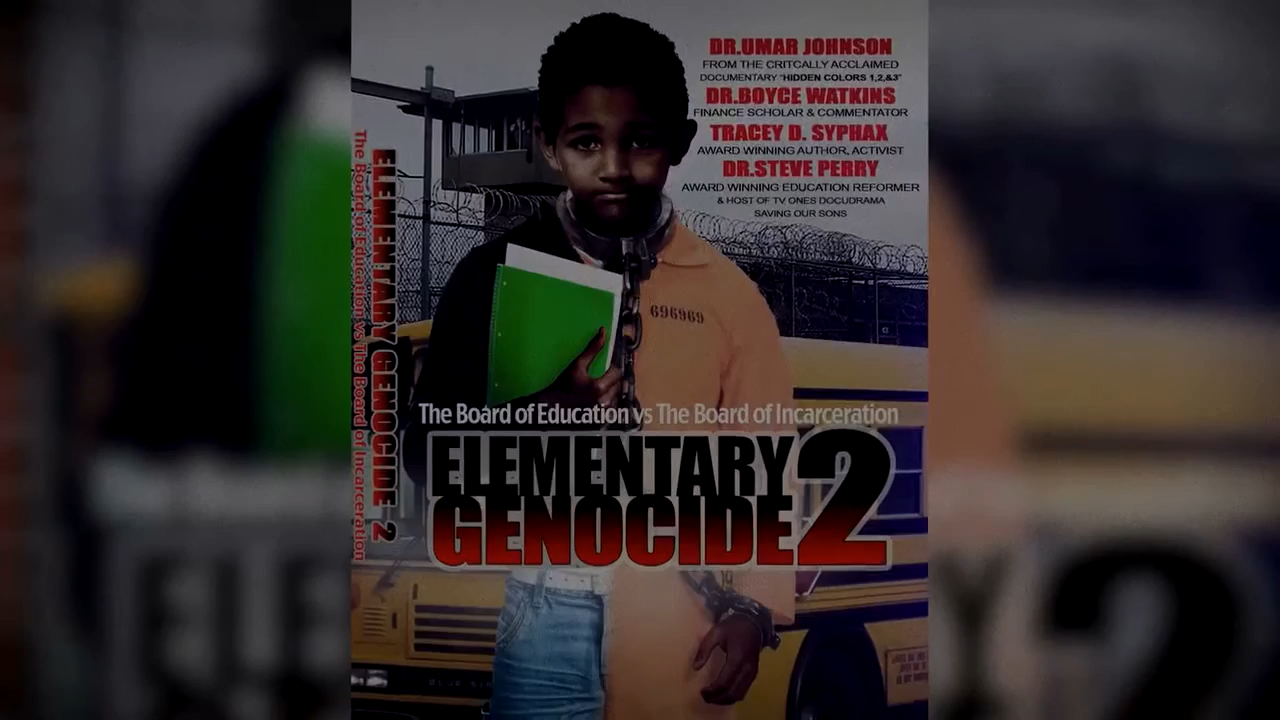 DR.UMAR JOHNSON
FROM THE CRITCALLY ACCLAIMED
DOCUMENTARY "HIDDEN COLORS 1,2,&3"
DR.BOYCE WATKINS
FINANCE SCHOLAR & COMMENTATOR
TRACEY D. SYPHAX
AWARD WINNING AUTHOR, ACTIVIST
DR.STEVE PERRY
AWARD WINNING EDUCATION REFORMER
& HOST OF TV ONES DOCUDRAMA
SAVING OUR SONS
ELEMENTARY GENOCIDE 2
The Board of Education vs The Board of Incarceration
696969
The Board of Education vs The Board of Incarceration
ELEMENTARY
GENOCIDE 2